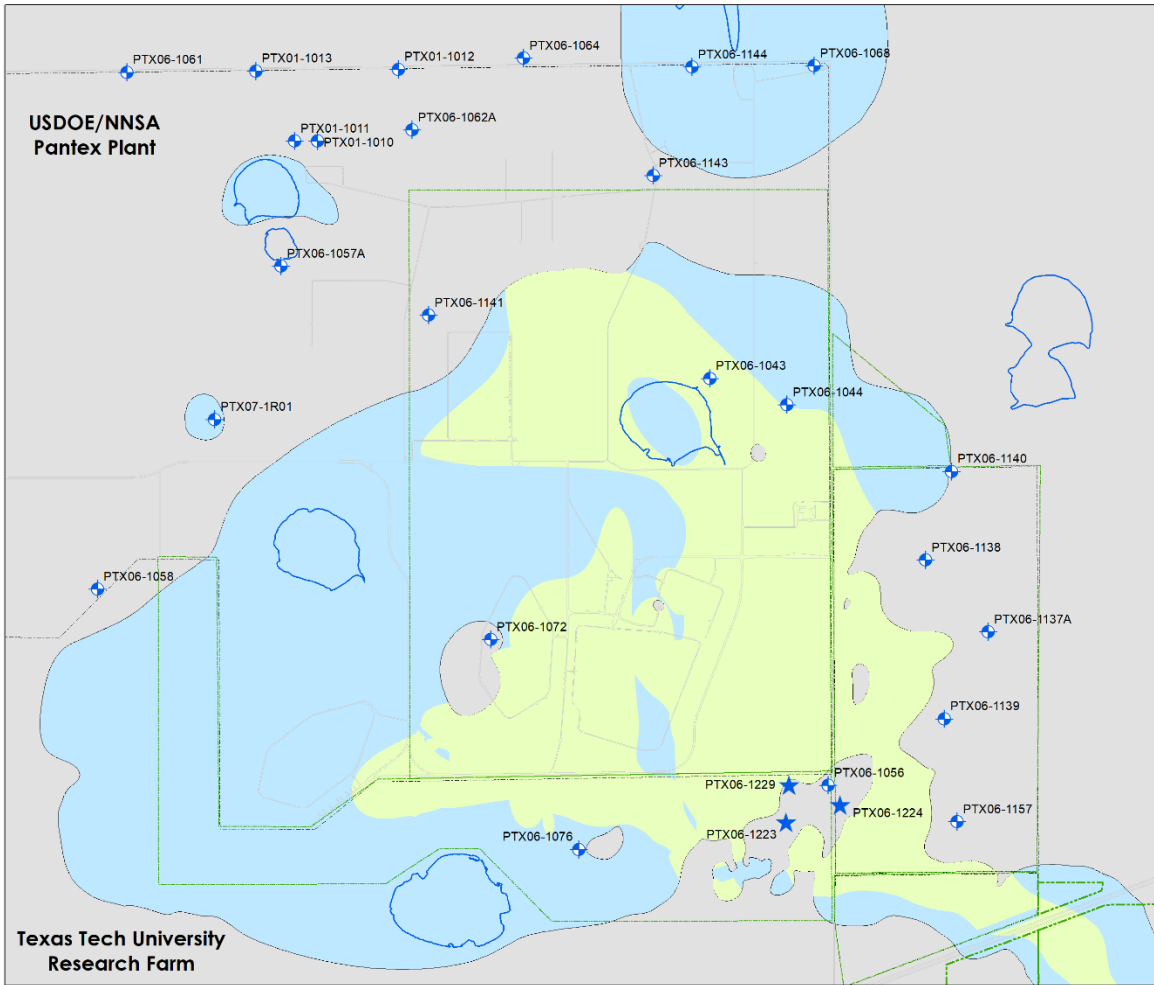 PTX06-1061
PTX01-1013
PTX01-1012
PTX06-1064
PTX06-1144
PTX06-1068
USDOE/NNSA
Pantex Plant
PTX01-1011
PTX01-1010
PTX06-1062A
PTX06-1143
PTX06-1057A
PTX06-1141
PTX06-1043
PTX06-1044
PTX07-1R01
PTX06-1140
PTX06-1138
PTX06-1058
PTX06-1072
PTX06-1137A
PTX06-1139
PTX06-1229
PTX06-1056
PTX06-1224
PTX06-1223
PTX06-1157
PTX06-1076
Texas Tech University
Research Farm